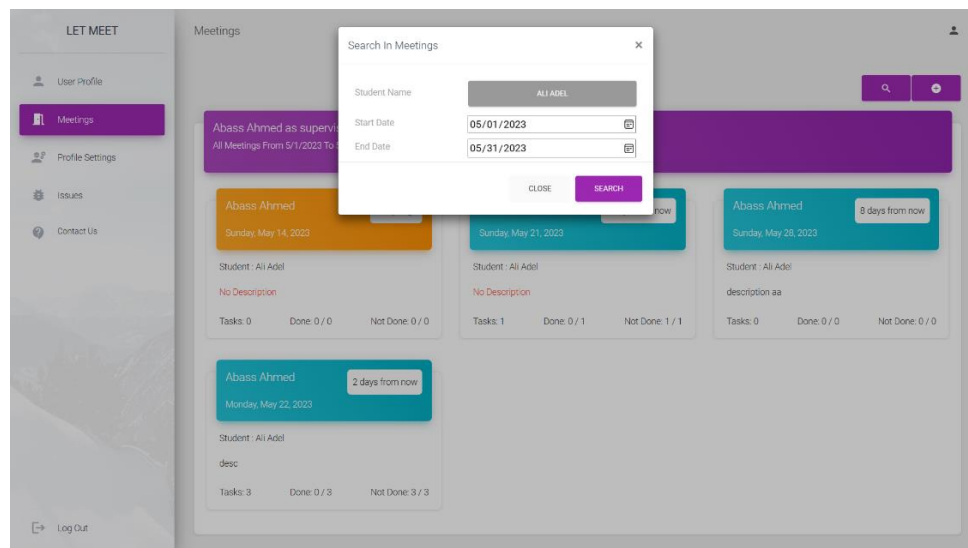 LET MEET
User Profile
Meetings
Profile Settings
Issues
Contact Us
Log Out
Meetings
Search In Meetings
×
Student Name
ALI ADEL
Start Date
05/01/2023
End Date
05/31/2023
CLOSE
SEARCH
Abass Ahmed as
All Meetings From 5/1/2023 To
Abass Ahmed
Sunday, May 14, 2023
Student : Ali Adel
No Description
Tasks: 0 Done: 0 / 0 Not Done: 0 / 0
now
Sunday, May 21, 2023
Student : Ali Adel
No Description
Tasks: 1 Done: 0 / 1 Not Done: 1 / 1
Abass Ahmed
8 days from now
Sunday, May 28, 2023
Student : Ali Adel
description aa
Tasks: 0 Done: 0 / 0 Not Done: 0 / 0
Abass Ahmed
2 days from now
Monday, May 22, 2023
Student : Ali Adel
desc
Tasks: 3 Done: 0 / 3 Not Done: 3 / 3